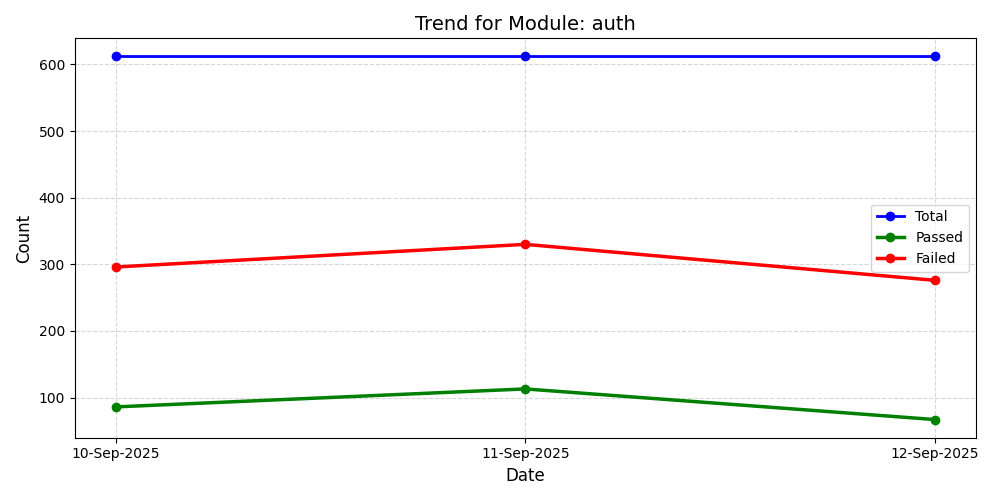 Trend for Module: auth
600
500
400
300
200
100
Count
Total
Passed
Failed
10-Sep-2025
11-Sep-2025
12-Sep-2025
Date